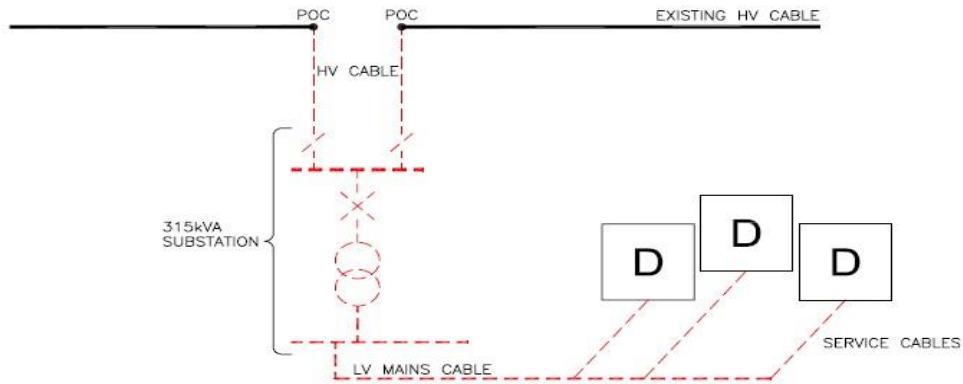 POC
POC
EXISTING HV CABLE
HV CABLE
315kVA
SUBSTATION
D
D
D
SERVICE CABLES
LV MAINS CABLE